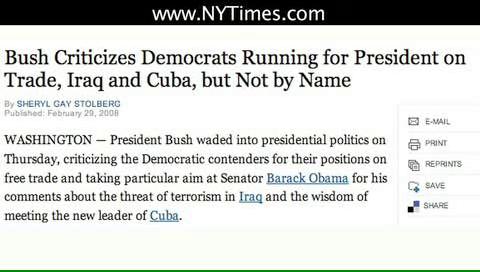 www.NYTimes.com
Bush Criticizes Democrats Running for President on
Trade, Iraq and Cuba, but Not by Name
By SHERYL GAY STOLBERG
Published: February 29, 2008
WASHINGTON — President Bush waded into presidential politics on
Thursday, criticizing the Democratic contenders for their positions on
free trade and taking particular aim at Senator Barack Obama for his
comments about the threat of terrorism in Iraq and the wisdom of
meeting the new leader of Cuba.
E-MAIL
PRINT
REPRINTS
SAVE
SHARE